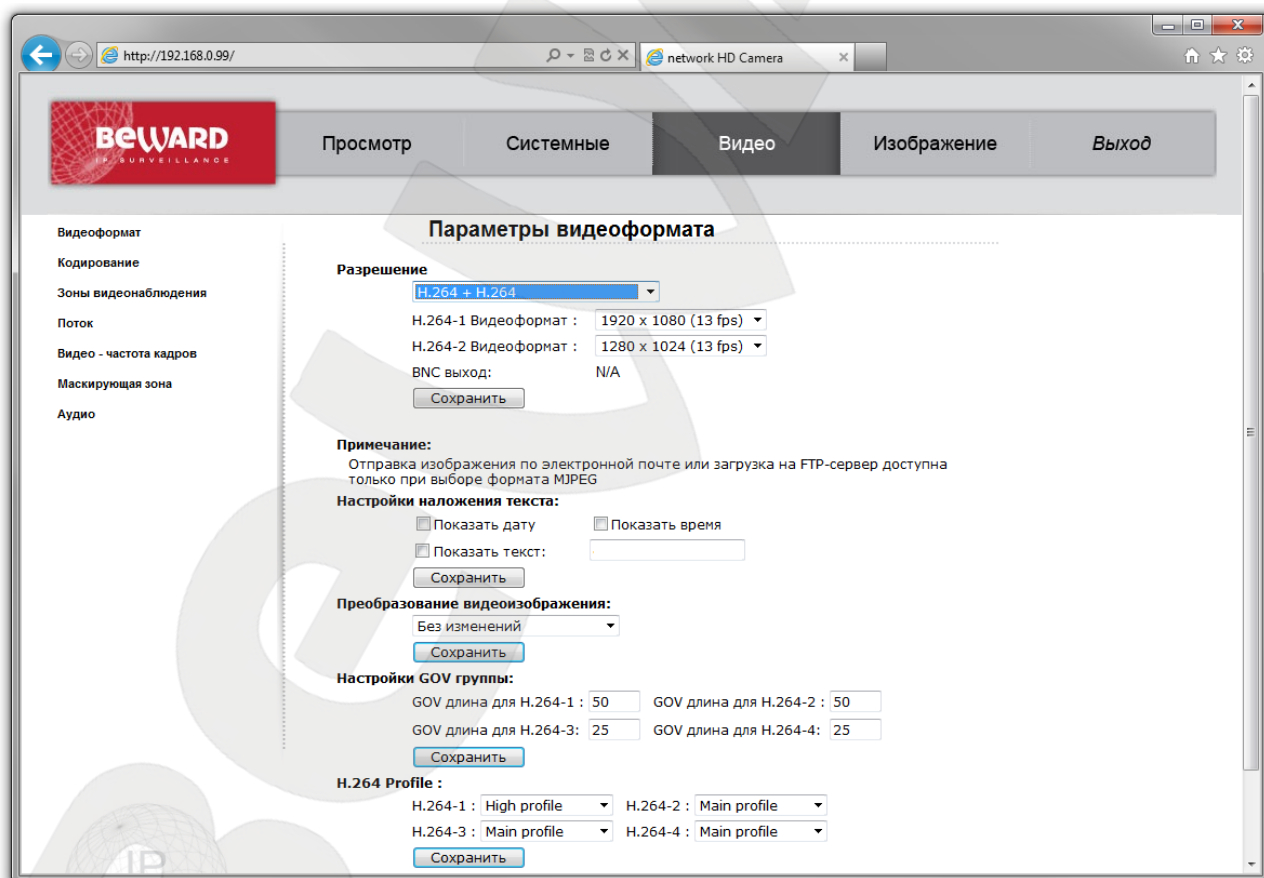 http://192.168.0.99/
network HD Camera
BEWARD
IP SURVEILLANCE
Просмотр
Системные
Видео
Изображение
Выход
Видеоформат
Кодирование
Зоны видеонаблюдения
Поток
Видео - частота кадров
Маскирующая зона
Аудио
Параметры видеоформата
Разрешение
H.264 + H.264
H.264-1 Видеоформат : 1920 x 1080 (13 fps)
H.264-2 Видеоформат : 1280 x 1024 (13 fps)
BNC выход: N/A
Сохранить
Примечание:
Отправка изображения по электронной почте или загрузка на FTP-сервер доступна
только при выборе формата MJPEG
Настройки наложения текста:
Показать дату Показать время
Показать текст:
Сохранить
Преобразование видеоизображения:
Без изменений
Сохранить
Настройки GOV группы:
GOV длина для H.264-1 : 50 GOV длина для H.264-2 : 50
GOV длина для H.264-3: 25 GOV длина для H.264-4: 25
Сохранить
H.264 Profile :
H.264-1 : High profile H.264-2 : Main profile
H.264-3 : Main profile H.264-4 : Main profile
Сохранить
IP